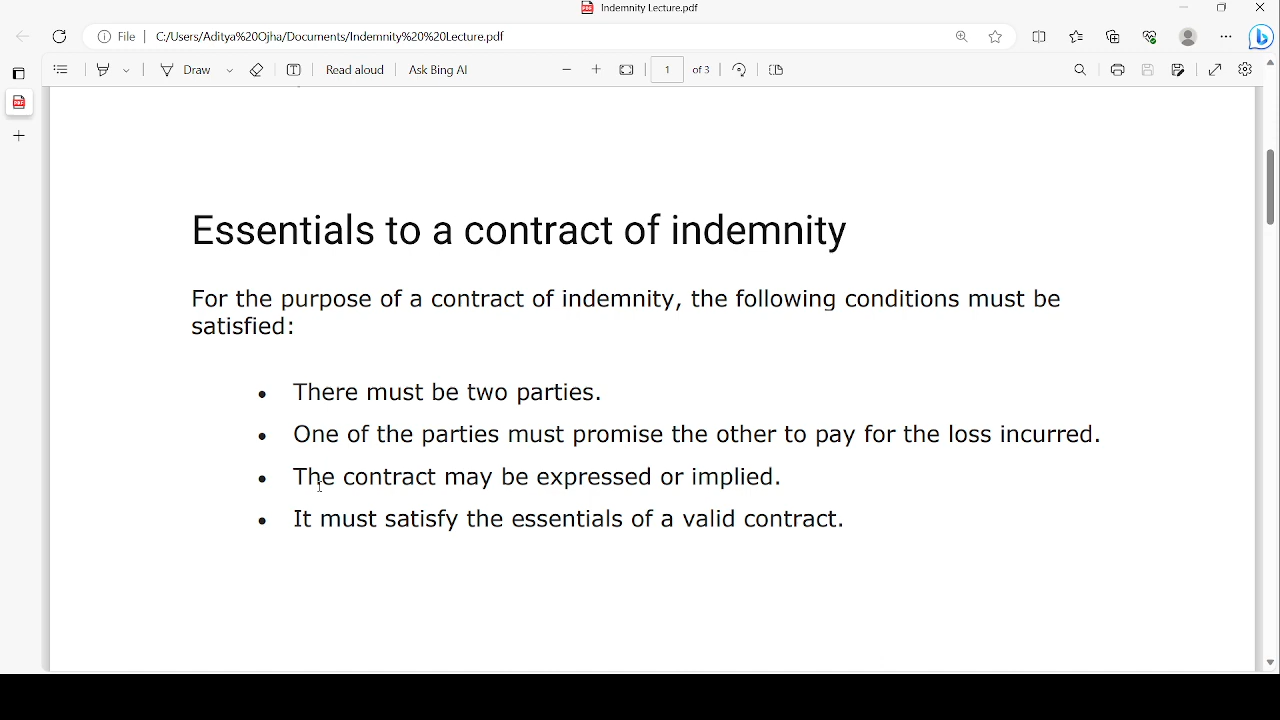 Indemnity Lecture.pdf
File | C:/Users/Aditya%20Ojha/Documents/Indemnity%20%20Lecture.pdf
Draw Read aloud Ask Bing AI 1 of 3
Essentials to a contract of indemnity
For the purpose of a contract of indemnity, the following conditions must be
satisfied:
• There must be two parties.
• One of the parties must promise the other to pay for the loss incurred.
• The contract may be expressed or implied.
• It must satisfy the essentials of a valid contract.